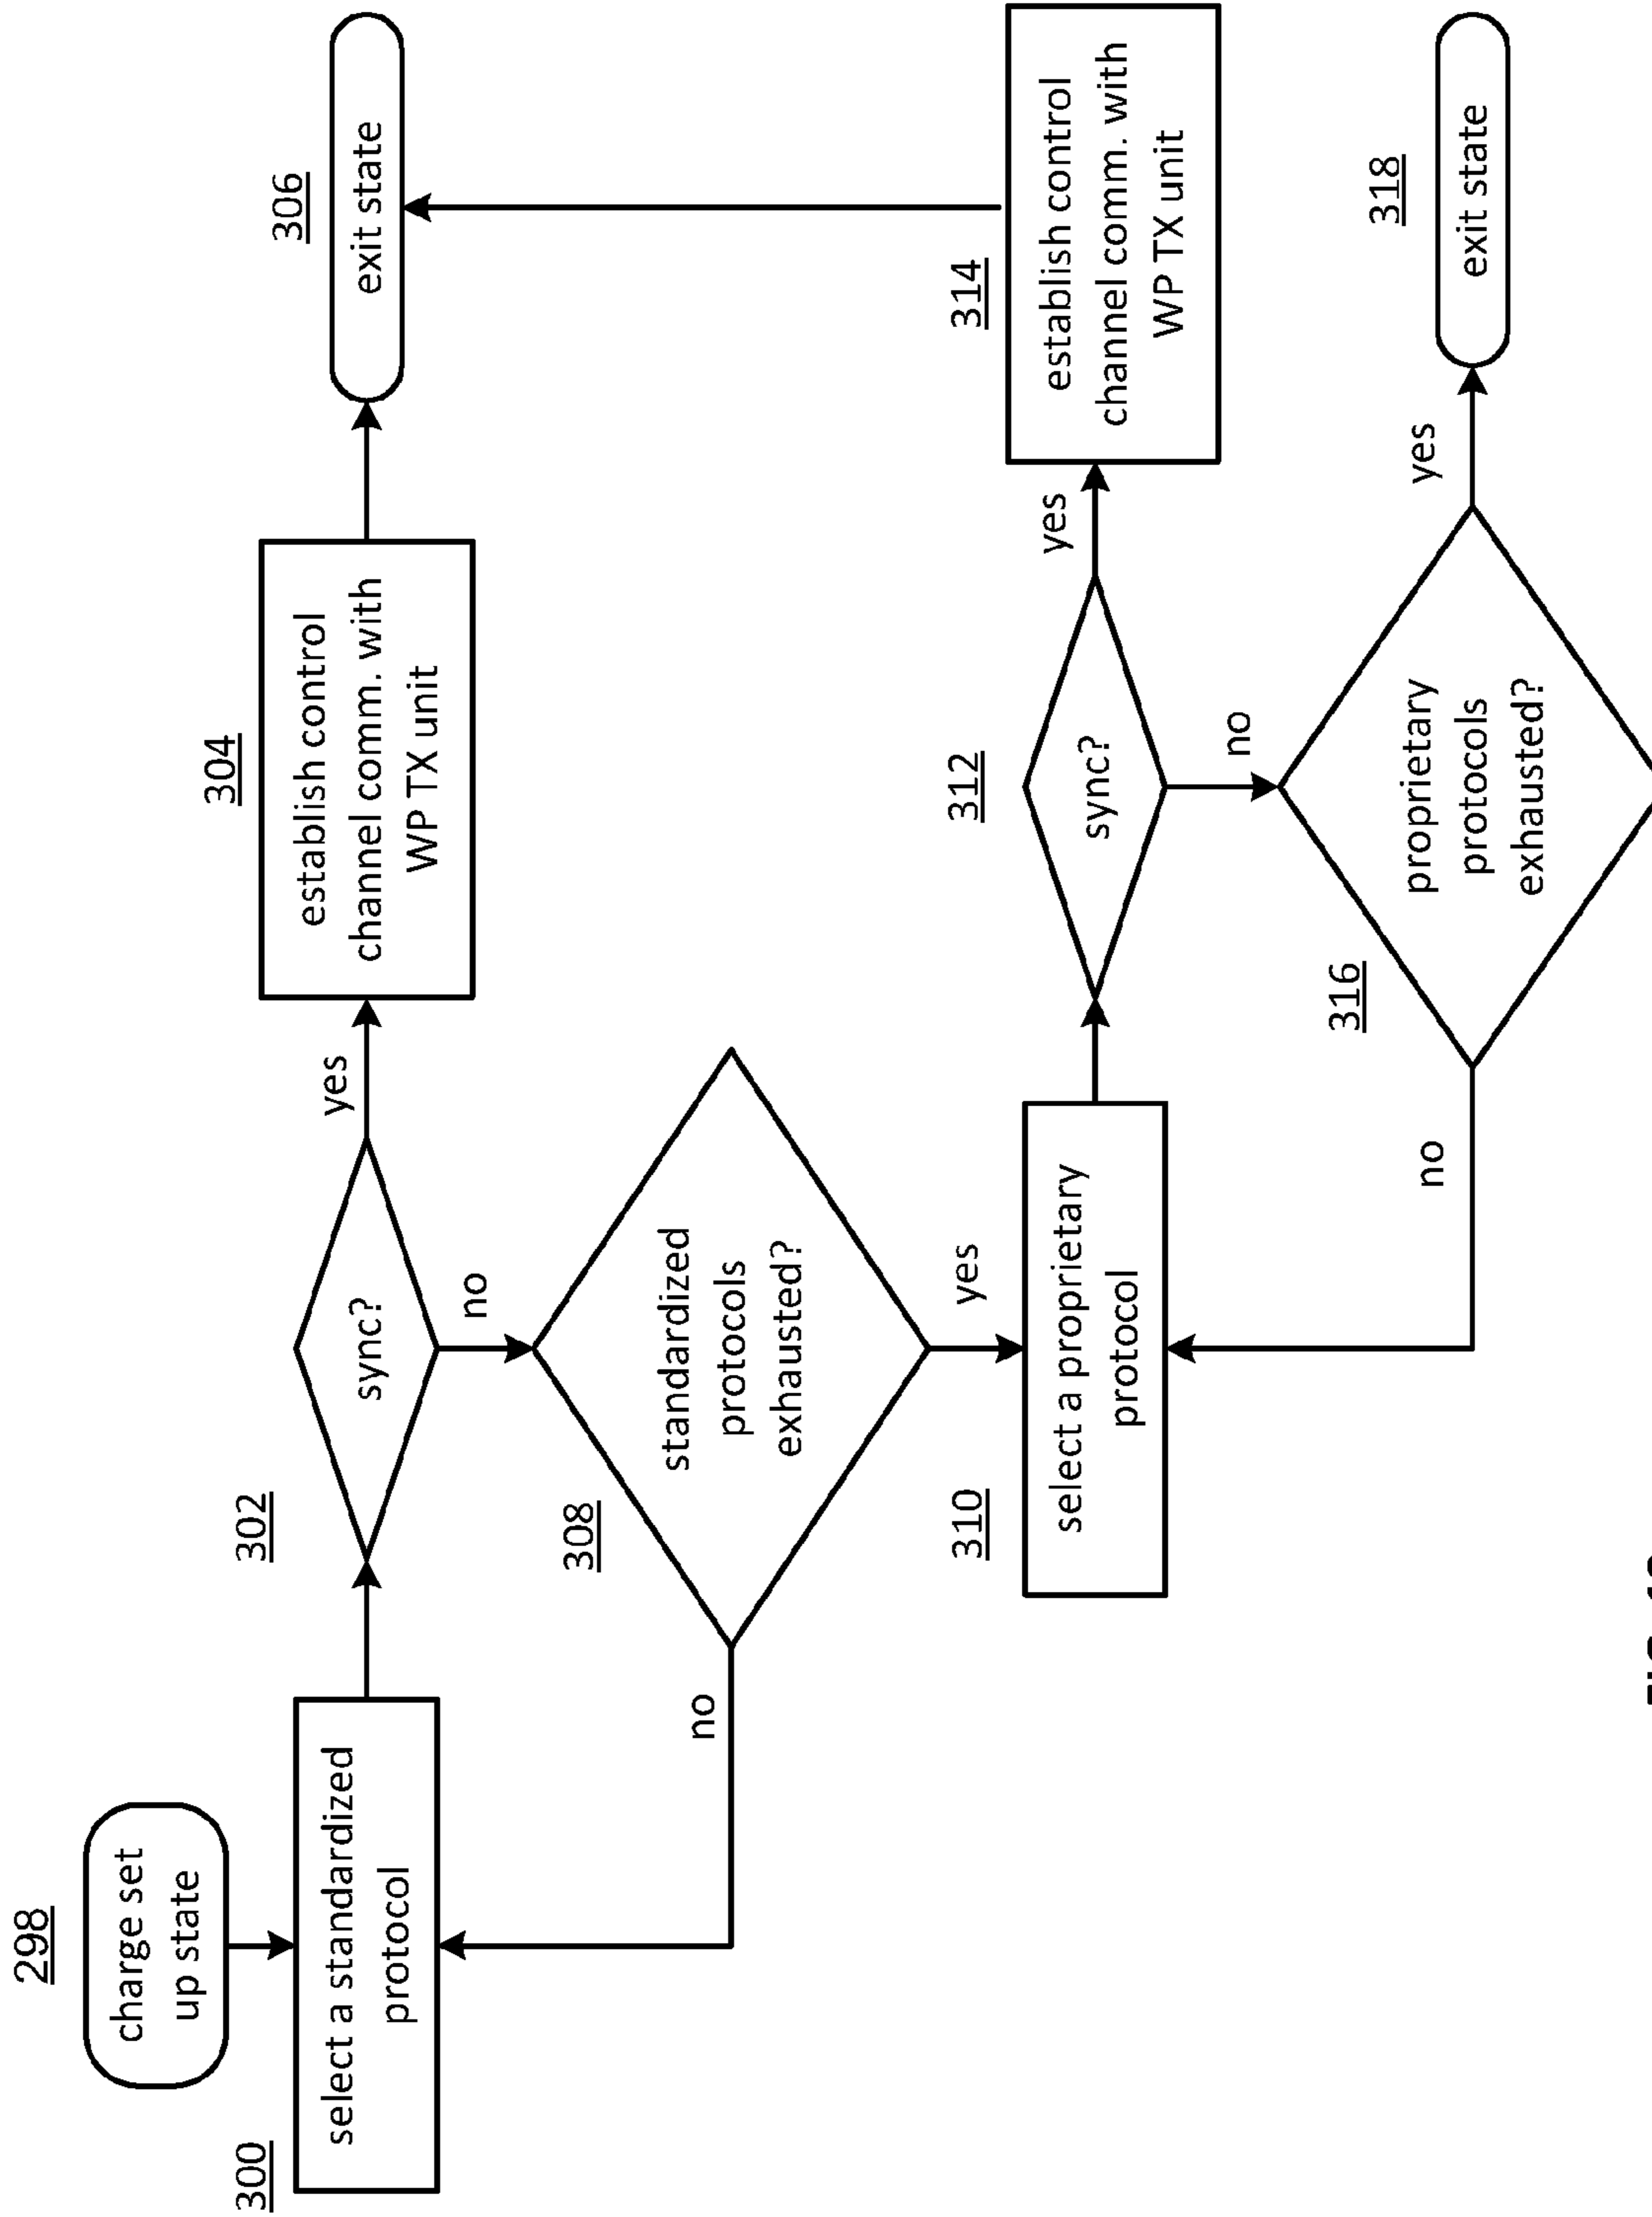 298
charge set
up state
300
select a standardized
protocol
302
sync?
yes
304
establish control
channel comm. with
WP TX unit
306
exit state
no
308
standardized
protocols
exhausted?
no
yes
310
select a proprietary
protocol
312
sync?
yes
314
establish control
channel comm. with
WP TX unit
no
316
proprietary
protocols
exhausted?
no
yes
318
exit state